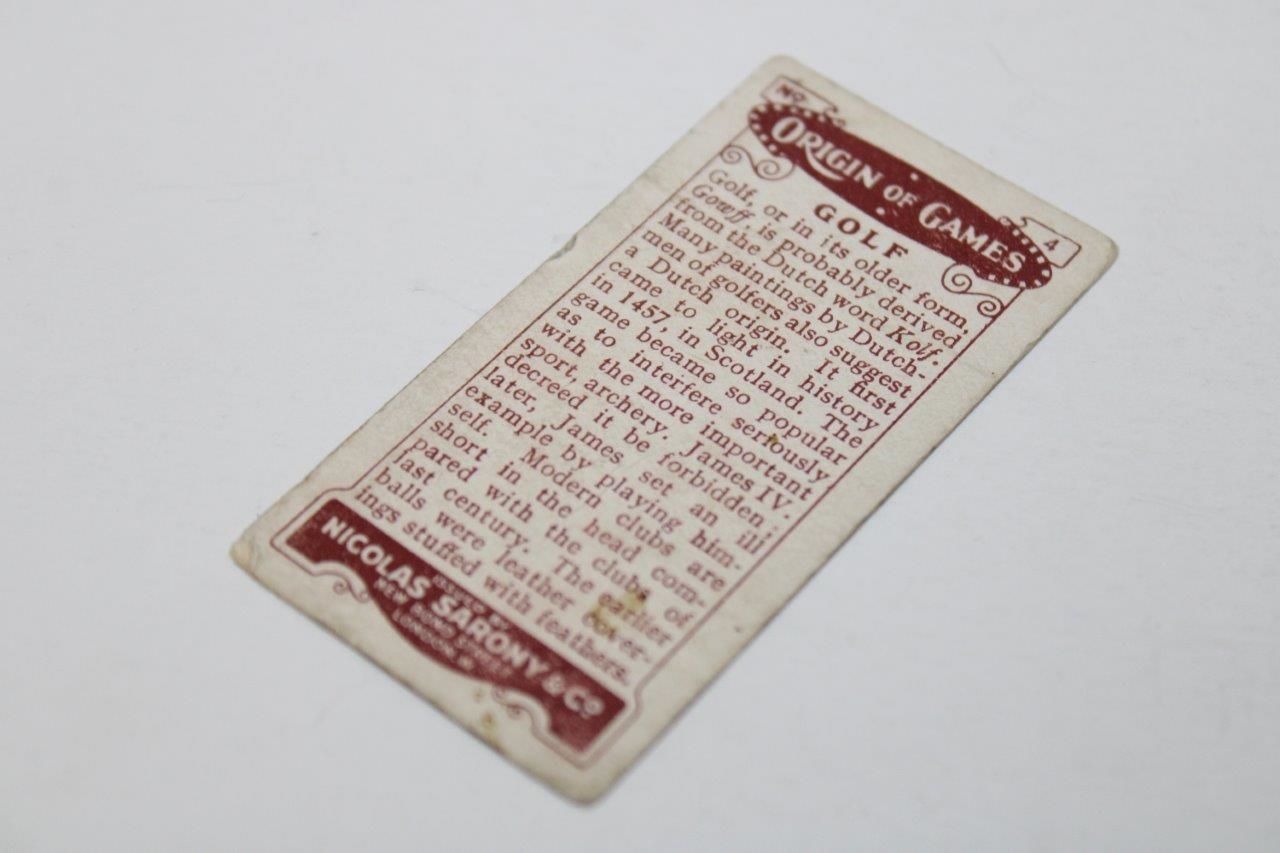 NO. 4
ORIGIN OF GAMES
GOLF
Golf, or in its older form,
Gowff, is probably derived
from the Dutch word Kolf.
Many paintings by Dutch-
men of golfers also suggest
a Dutch origin. It first
came to light in history
in 1457, in Scotland. The
game became so popular
as to interfere seriously
with the more important
sport, archery. James IV.
decreed it be forbidden;
later, James set an ill
example by playing him-
self. Modern clubs are
short in the head com-
pared with the clubs of
last century. The earlier
balls were leather cover-
ings stuffed with feathers.
ISSUED BY
NICOLAS SARONY & CO
NEW BOND STREET
LONDON, W.